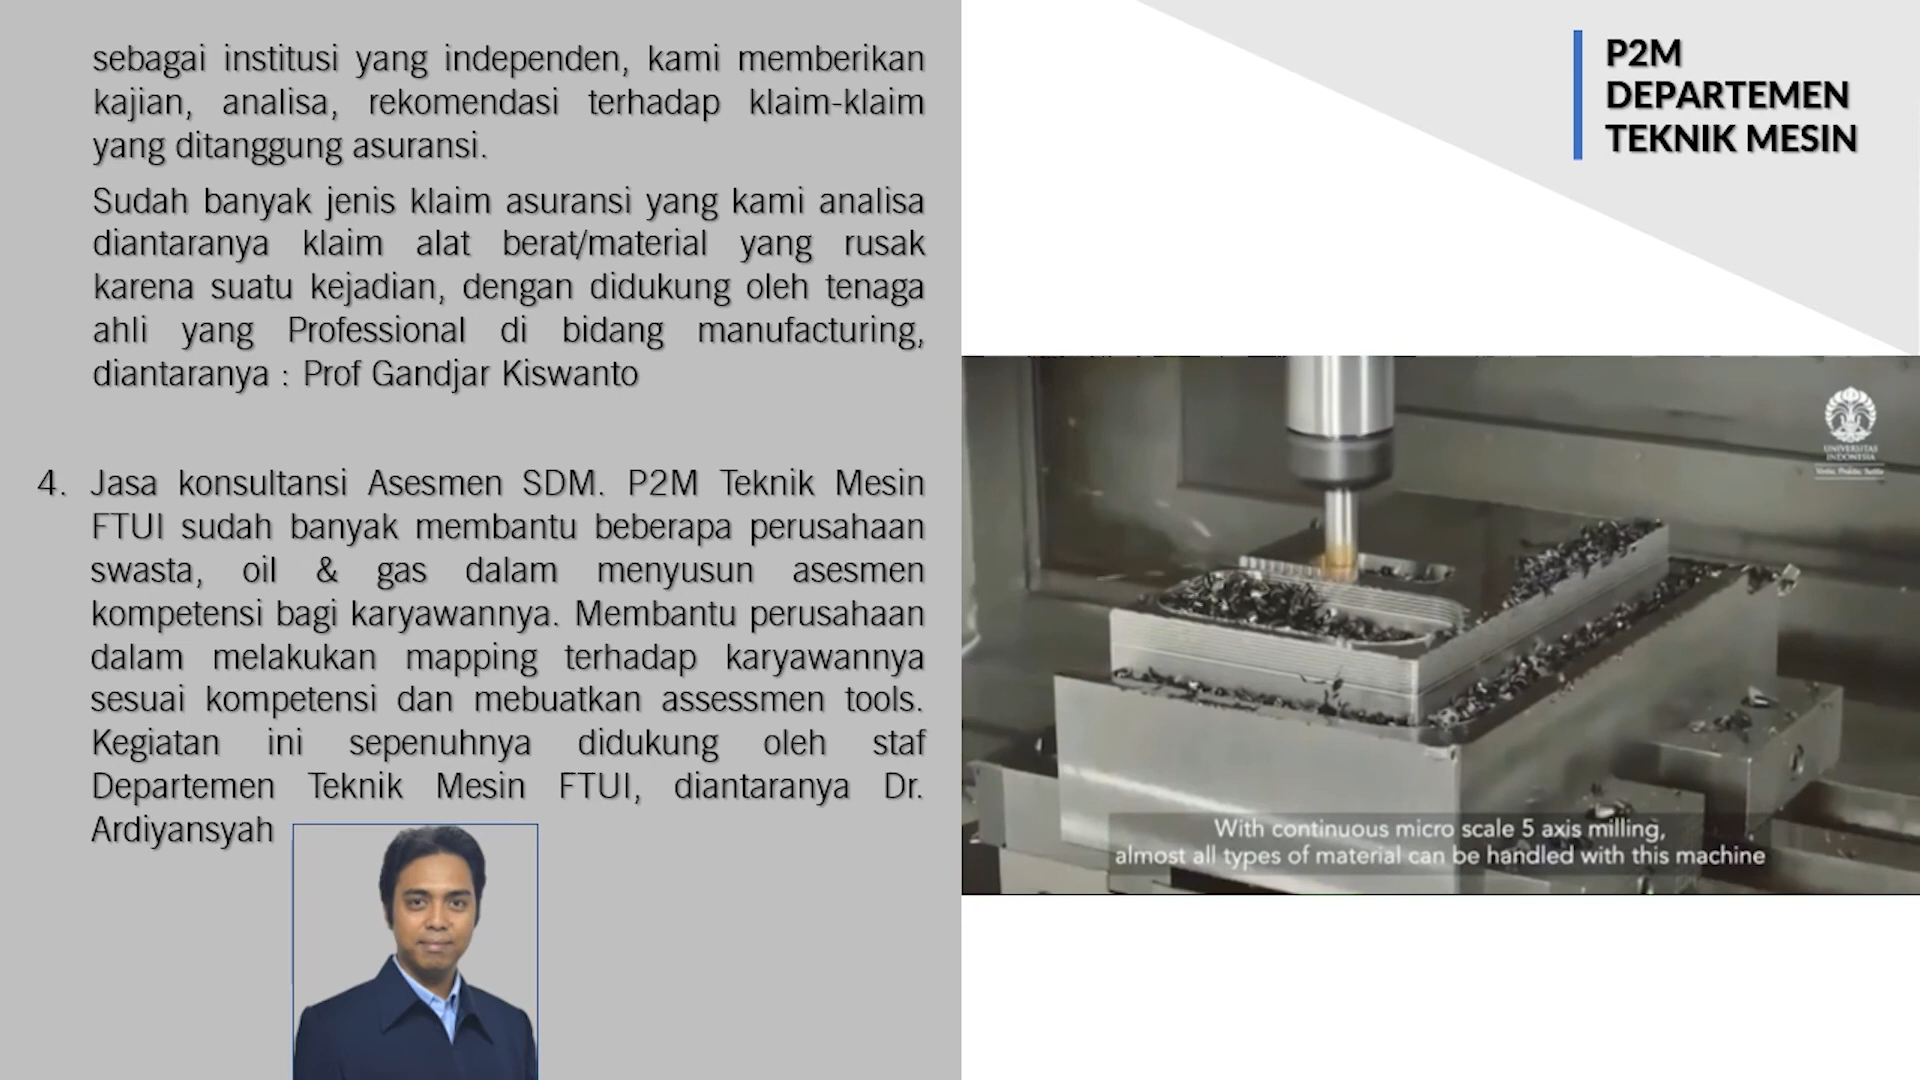 sebagai institusi yang independen, kami memberikan
kajian, analisa, rekomendasi terhadap klaim-klaim
yang ditanggung asuransi.
Sudah banyak jenis klaim asuransi yang kami analisa
diantaranya klaim alat berat/material yang rusak
karena suatu kejadian, dengan didukung oleh tenaga
ahli yang Professional di bidang manufacturing,
diantaranya : Prof Gandjar Kiswanto
4. Jasa konsultansi Asesmen SDM. P2M Teknik Mesin
FTUI sudah banyak membantu beberapa perusahaan
swasta, oil & gas dalam menyusun asesmen
kompetensi bagi karyawannya. Membantu perusahaan
dalam melakukan mapping terhadap karyawannya
sesuai kompetensi dan mebuatkan assessmen tools.
Kegiatan ini sepenuhnya didukung oleh staf
Departemen Teknik Mesin FTUI, diantaranya Dr.
Ardiyansyah
P2M
DEPARTEMEN
TEKNIK MESIN
UNIVERSITAS
INDONESIA
With continuous micro scale 5 axis milling,
almost all types of material can be handled with this machine